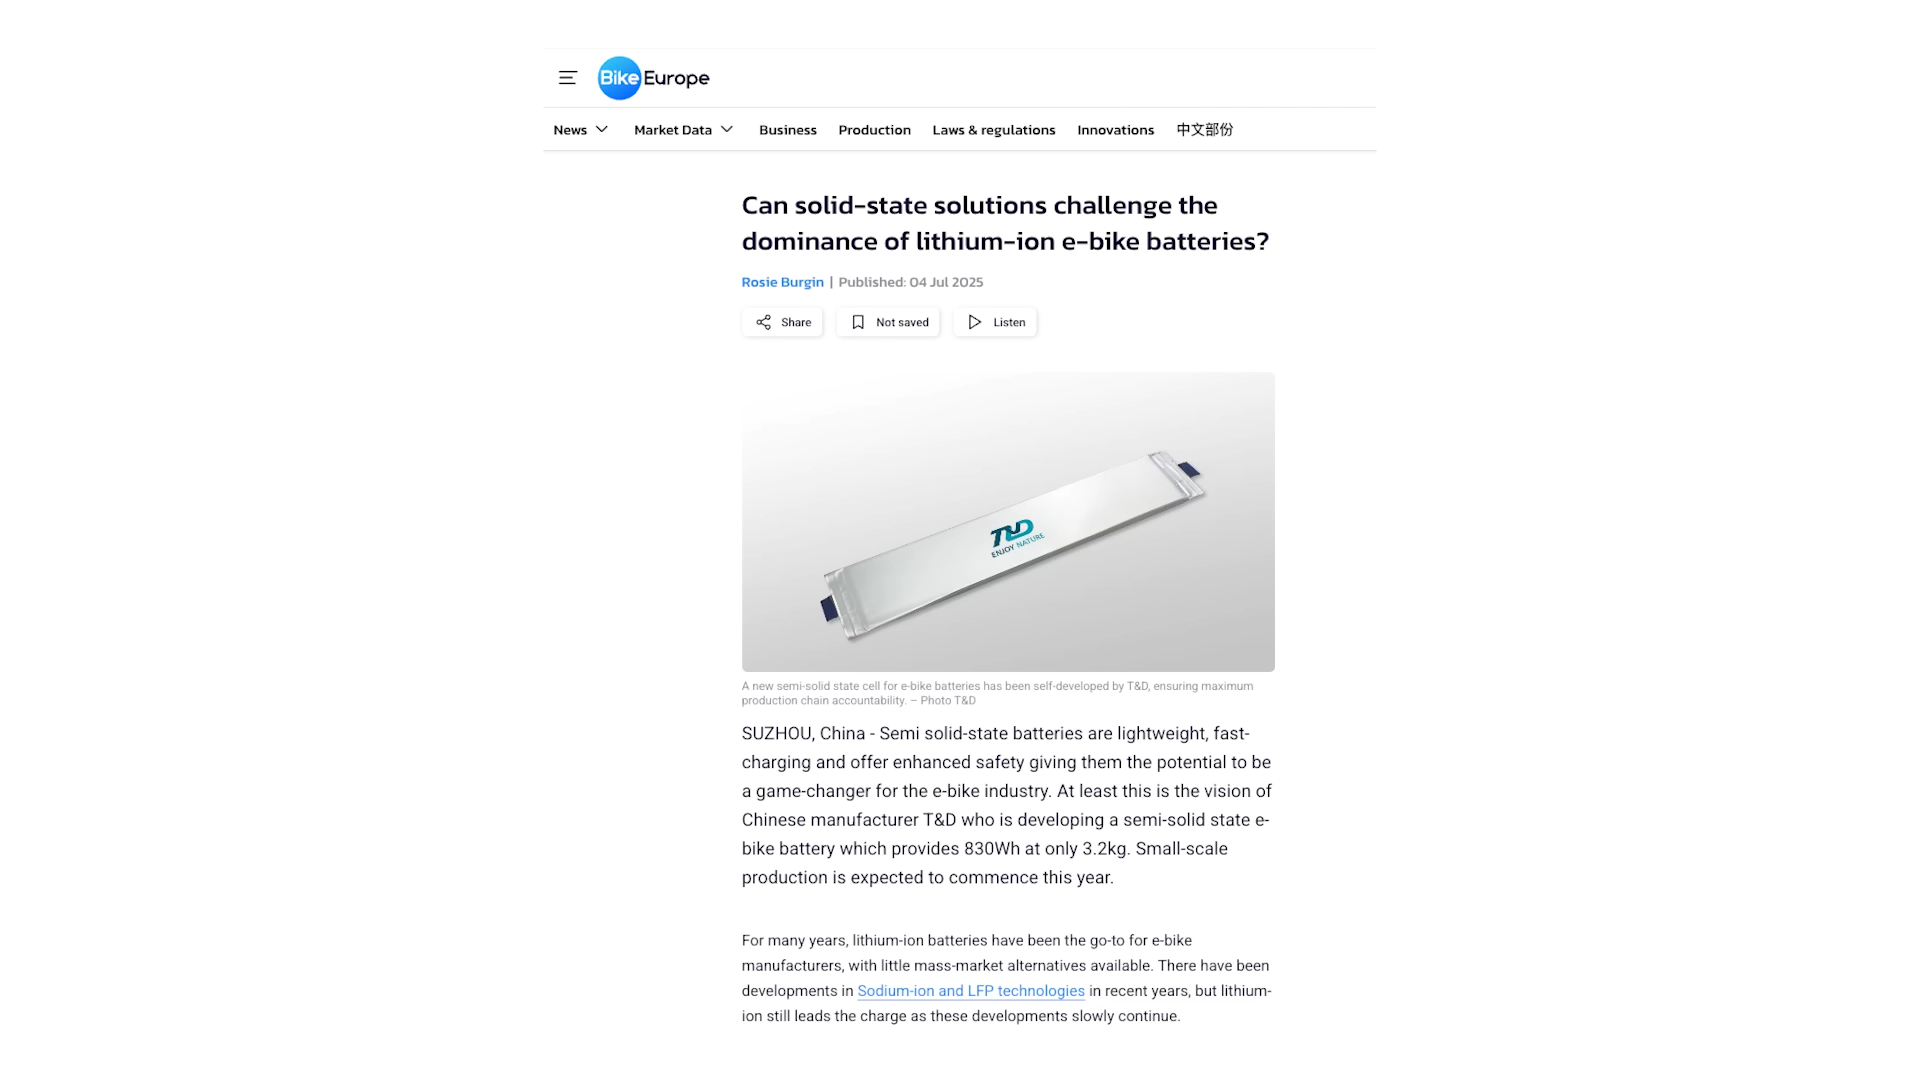 Bike Europe
News
Market Data
Business
Production
Laws & regulations
Innovations
中文部份
Can solid-state solutions challenge the
dominance of lithium-ion e-bike batteries?
Rosie Burgin | Published: 04 Jul 2025
Share
Not saved
Listen
T&D
ENJOY NATURE
A new semi-solid state cell for e-bike batteries has been self-developed by T&D, ensuring maximum
production chain accountability. – Photo T&D
SUZHOU, China - Semi solid-state batteries are lightweight, fast-
charging and offer enhanced safety giving them the potential to be
a game-changer for the e-bike industry. At least this is the vision of
Chinese manufacturer T&D who is developing a semi-solid state e-
bike battery which provides 830Wh at only 3.2kg. Small-scale
production is expected to commence this year.
For many years, lithium-ion batteries have been the go-to for e-bike
manufacturers, with little mass-market alternatives available. There have been
developments in Sodium-ion and LFP technologies in recent years, but lithium-
ion still leads the charge as these developments slowly continue.